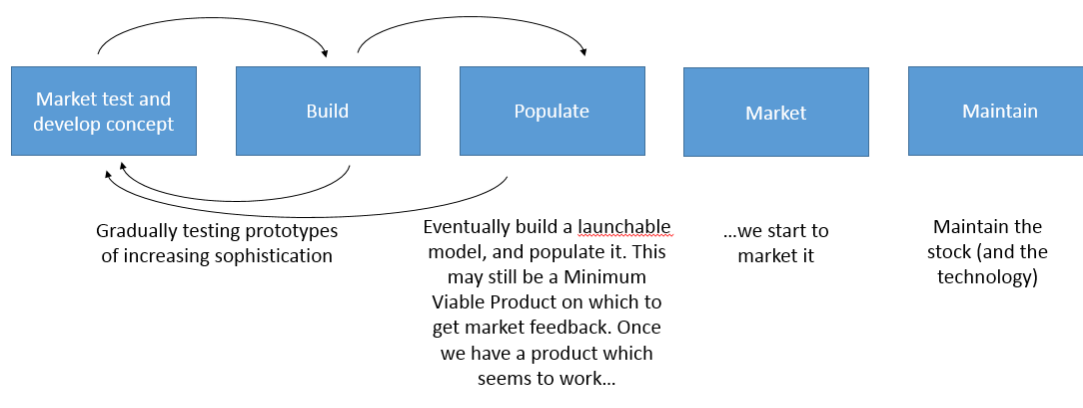 Market test and
develop concept
Build
Populate
Market
Maintain
Gradually testing prototypes
of increasing sophistication
Eventually build a launchable
model, and populate it. This
may still be a Minimum
Viable Product on which to
get market feedback. Once
we have a product which
seems to work...
...we start to
market it
Maintain the
stock (and the
technology)